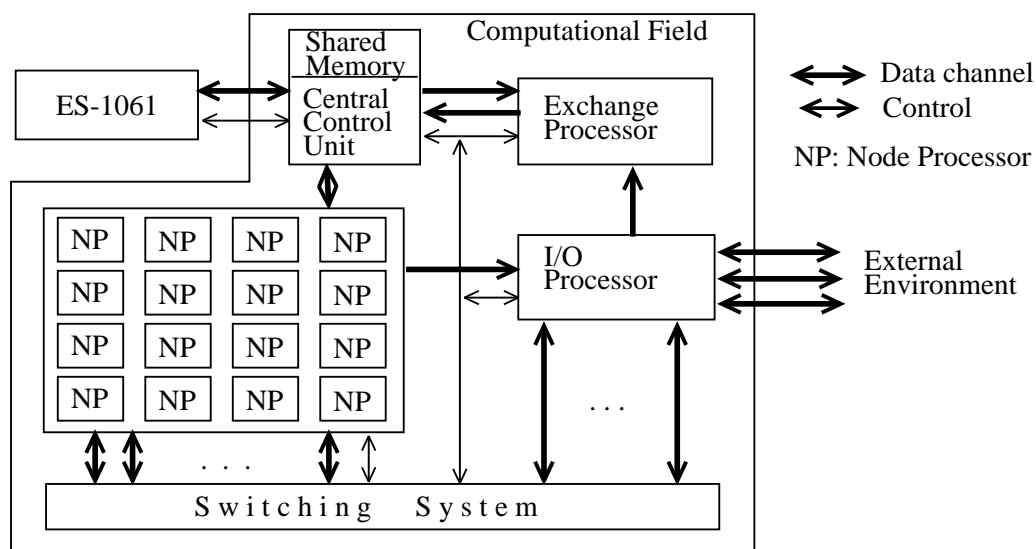 Computational Field
Shared
Memory
Central
Control
Unit
ES-1061
Exchange
Processor
Data channel
Control
NP: Node Processor
NP NP NP NP
NP NP NP NP
NP NP NP NP
NP NP NP NP
I/O
Processor
External
Environment
. . .
. . .
Switching System